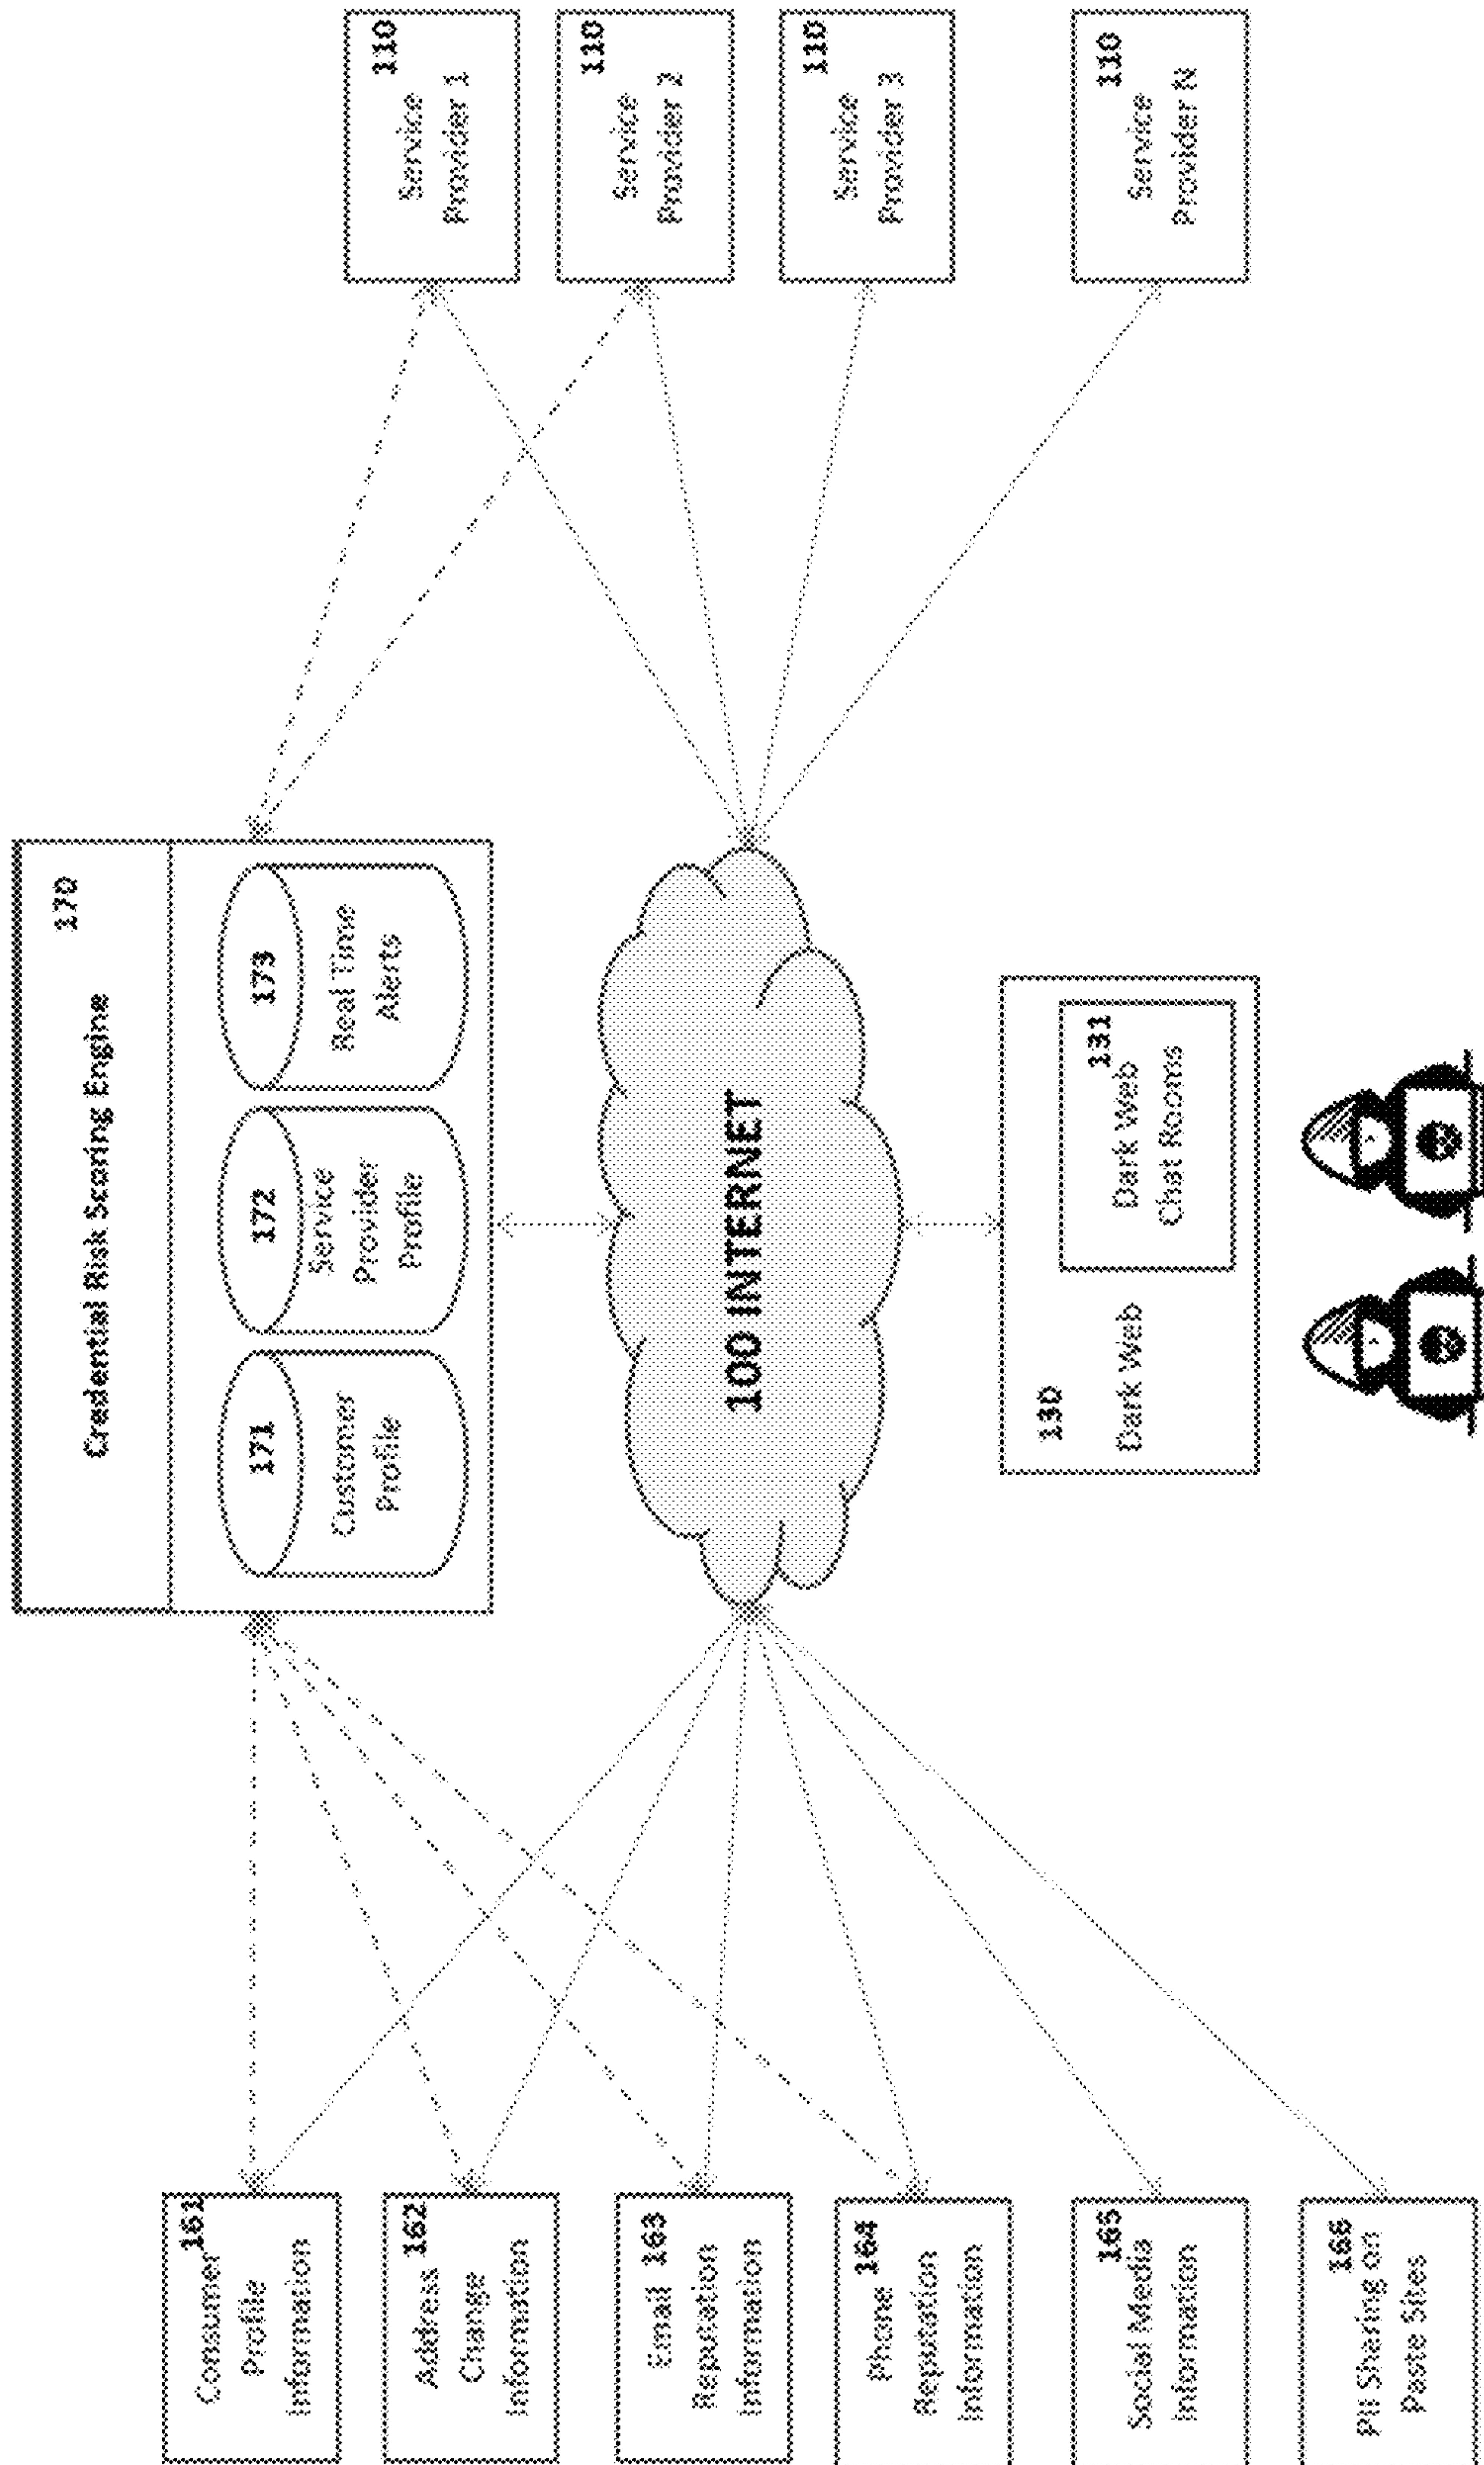 Credential Risk Scoring Engine
170
171
Customer
Profile
172
Service
Provider
Profile
173
Real Time
Alerts
161
Consumer
Profile
Information
162
Address
Change
Information
Email 163
Reputation
Information
164
Phone
Reputation
Information
165
Social Media
Information
166
PII Sharing on
Paste Sites
100 INTERNET
110
Service
Provider 1
110
Service
Provider 2
110
Service
Provider 3
110
Service
Provider N
130
Dark Web
131
Dark Web
Chat Rooms